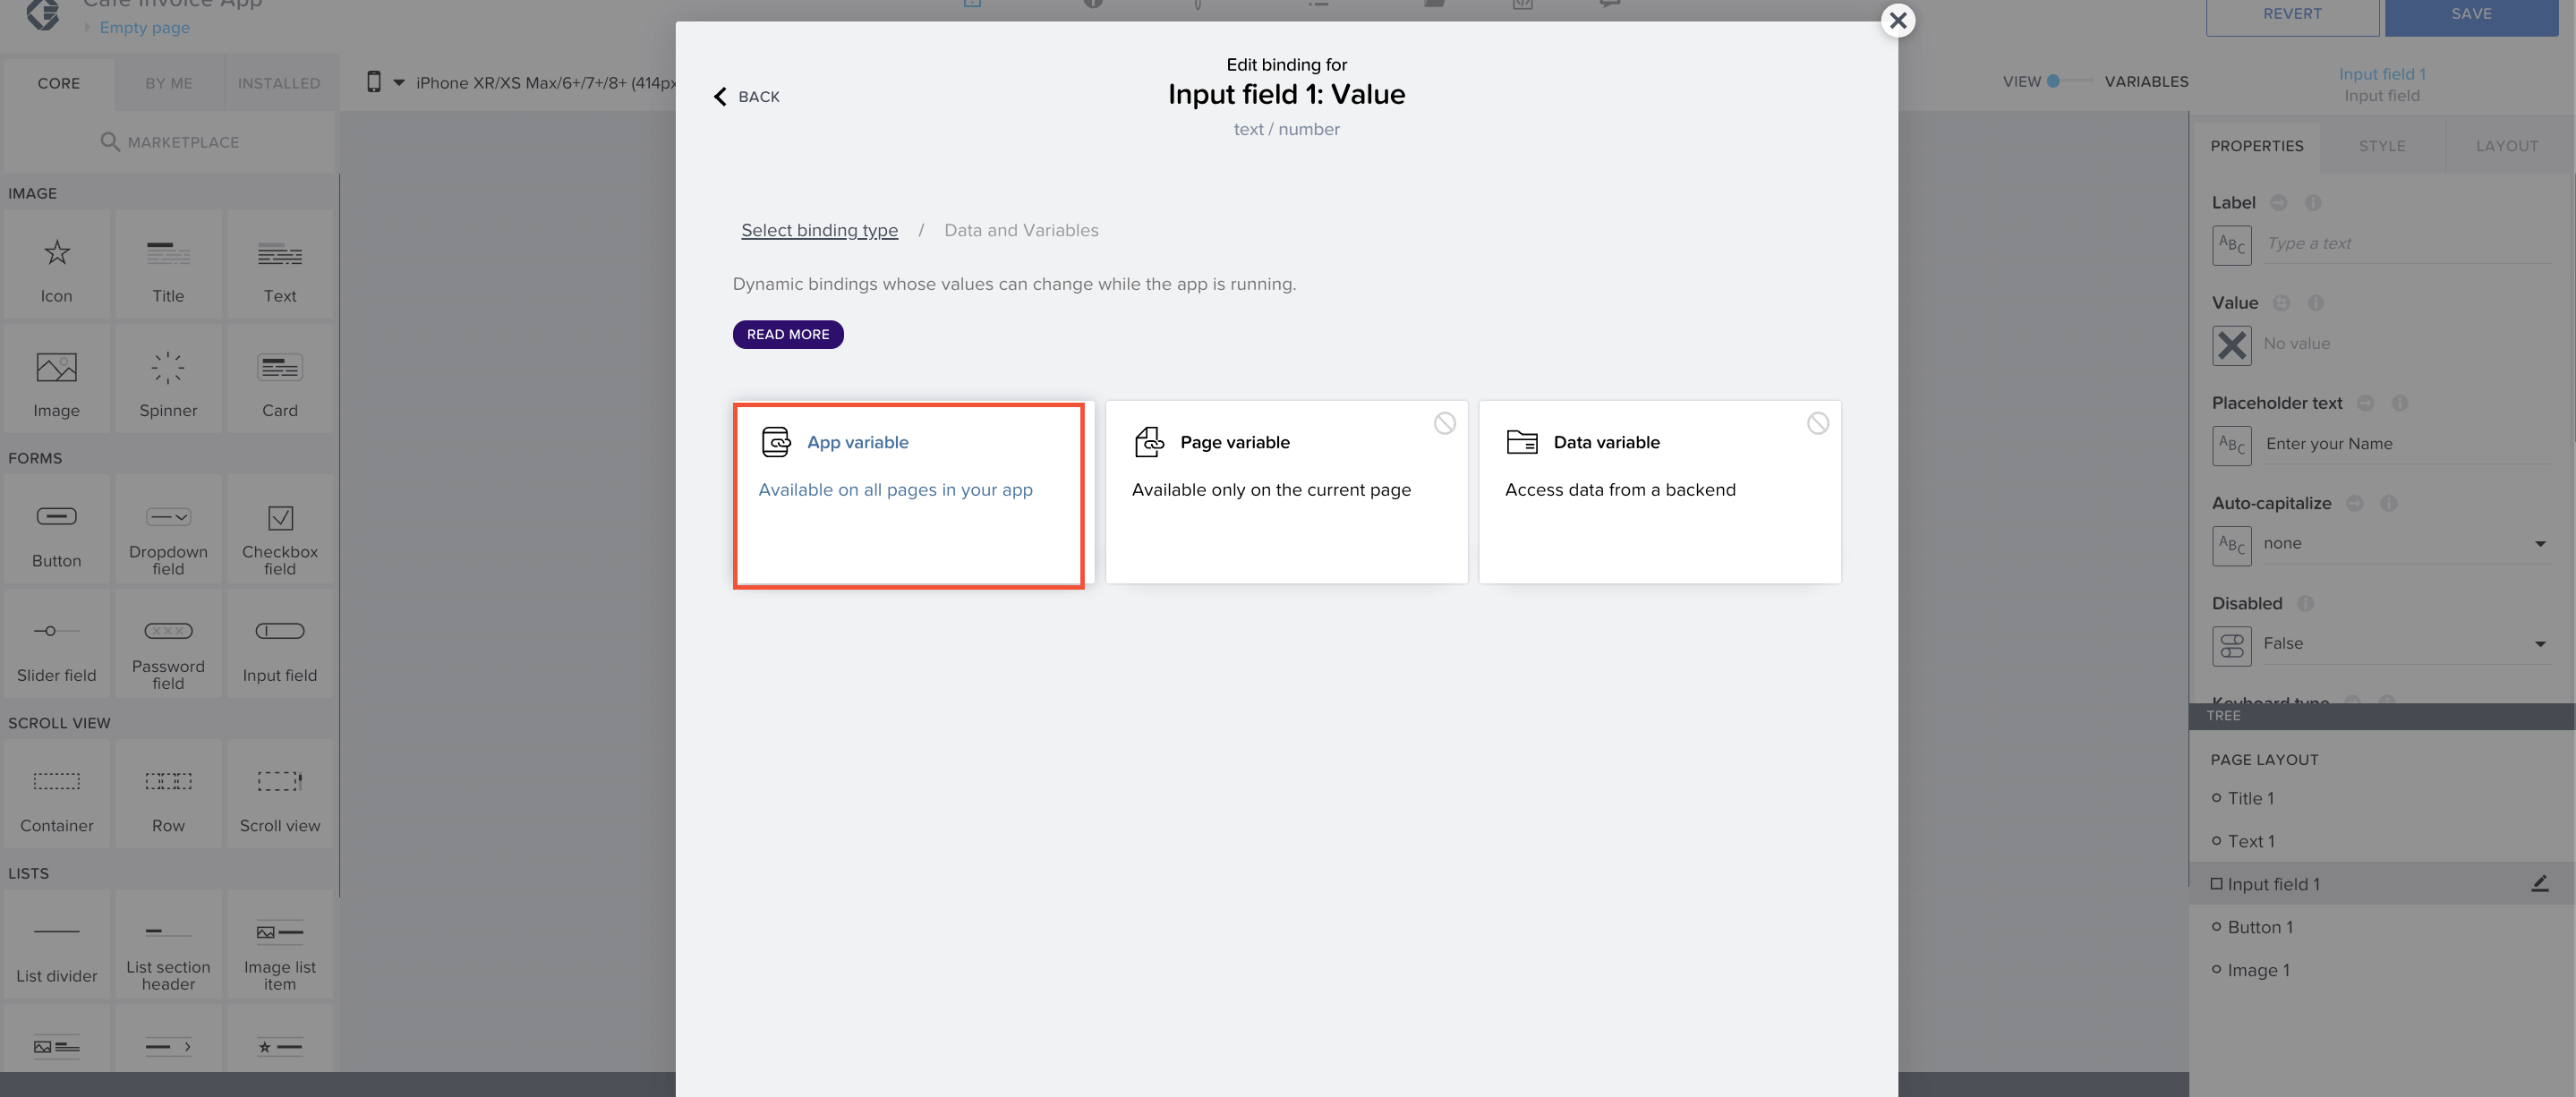 Cafe Invoice App
Empty page
REVERT
SAVE
CORE
BY ME
INSTALLED
iPhone XR/XS Max/6+/7+/8+ (414px
VIEW
VARIABLES
Input field 1
Input field
MARKETPLACE
IMAGE
Icon
Title
Text
Image
Spinner
Card
FORMS
Button
Dropdown
field
Checkbox
field
Slider field
Password
field
Input field
SCROLL VIEW
Container
Row
Scroll view
LISTS
List divider
List section
header
Image list
item
Edit binding for
BACK
Input field 1: Value
text / number
Select binding type / Data and Variables
Dynamic bindings whose values can change while the app is running.
READ MORE
App variable
Available on all pages in your app
Page variable
Available only on the current page
Data variable
Access data from a backend
PROPERTIES
STYLE
LAYOUT
Label
ABC
Type a text
Value
No value
Placeholder text
ABC
Enter your Name
Auto-capitalize
ABC
none
Disabled
False
Keyboard type
TREE
PAGE LAYOUT
Title 1
Text 1
Input field 1
Button 1
Image 1